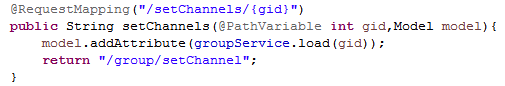 @RequestMapping("/setChannels/{gid}")
public String setChannels(@PathVariable int gid,Model model){
    model.addAttribute(groupService.load(gid));
    return "/group/setChannel";
}